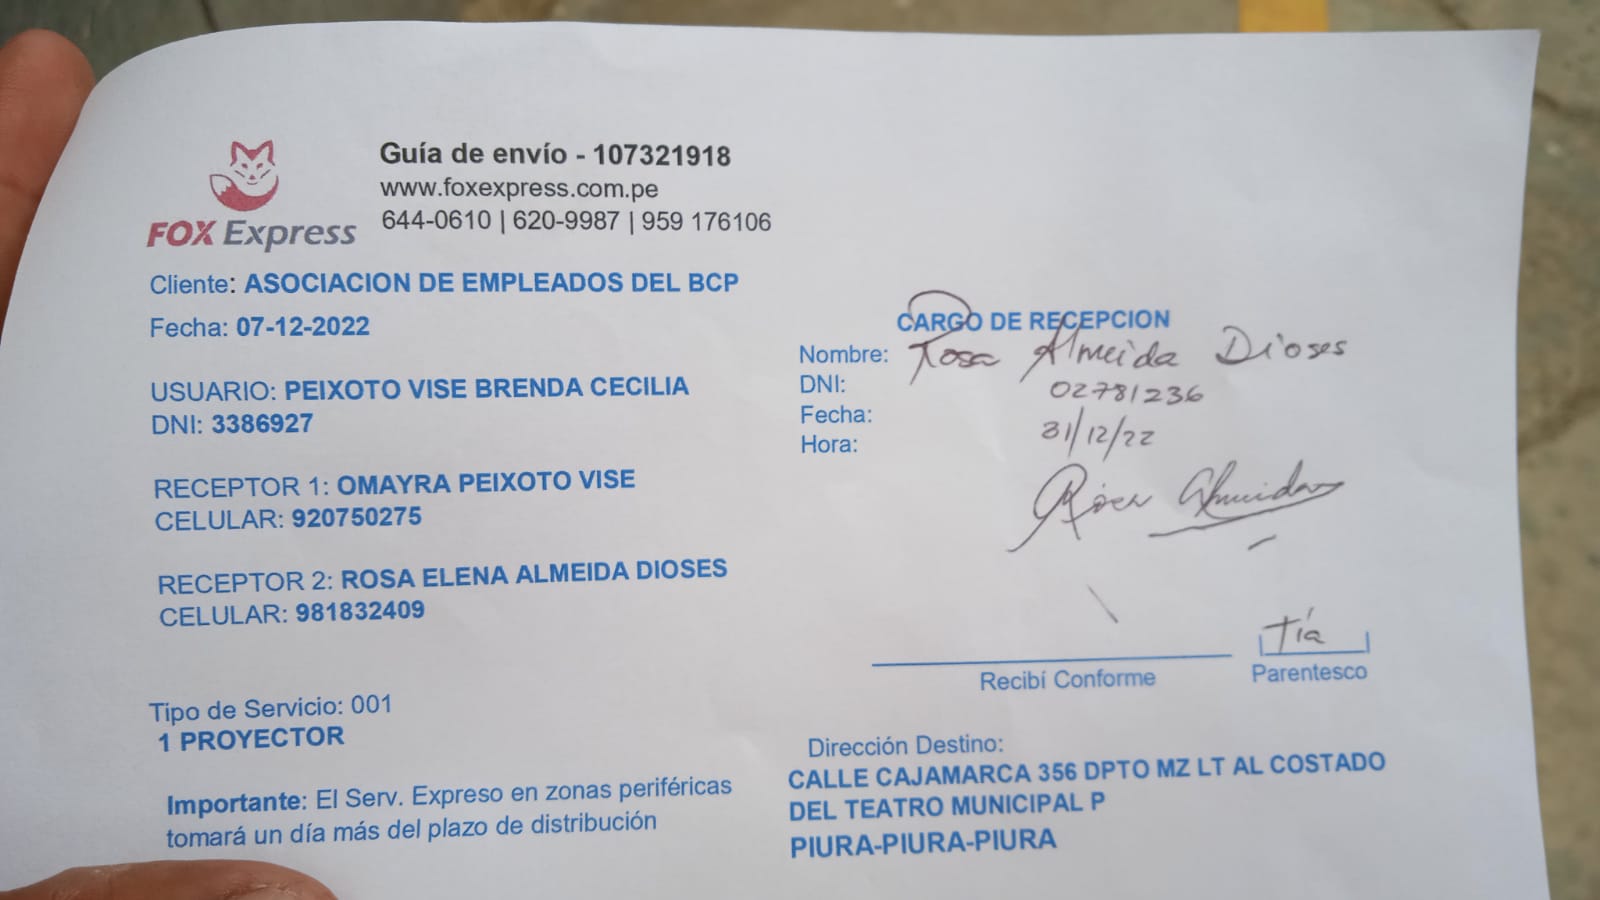 FOX Express
Guía de envío - 107321918
www.foxexpress.com.pe
644-0610 | 620-9987 | 959 176106
Cliente: ASOCIACION DE EMPLEADOS DEL BCP
Fecha: 07-12-2022
USUARIO: PEIXOTO VISE BRENDA CECILIA
DNI: 3386927
RECEPTOR 1: OMAYRA PEIXOTO VISE
CELULAR: 920750275
RECEPTOR 2: ROSA ELENA ALMEIDA DIOSES
CELULAR: 981832409
Tipo de Servicio: 001
1 PROYECTOR
Importante: El Serv. Expreso en zonas periféricas
tomará un día más del plazo de distribución
CARGO DE RECEPCION
Nombre: Rosa Almeida Dioses
DNI: 02781236
Fecha: 31/12/22
Hora:
Rosa Almeida
Tía
Recibí Conforme
Parentesco
Dirección Destino:
CALLE CAJAMARCA 356 DPTO MZ LT AL COSTADO
DEL TEATRO MUNICIPAL P
PIURA-PIURA-PIURA